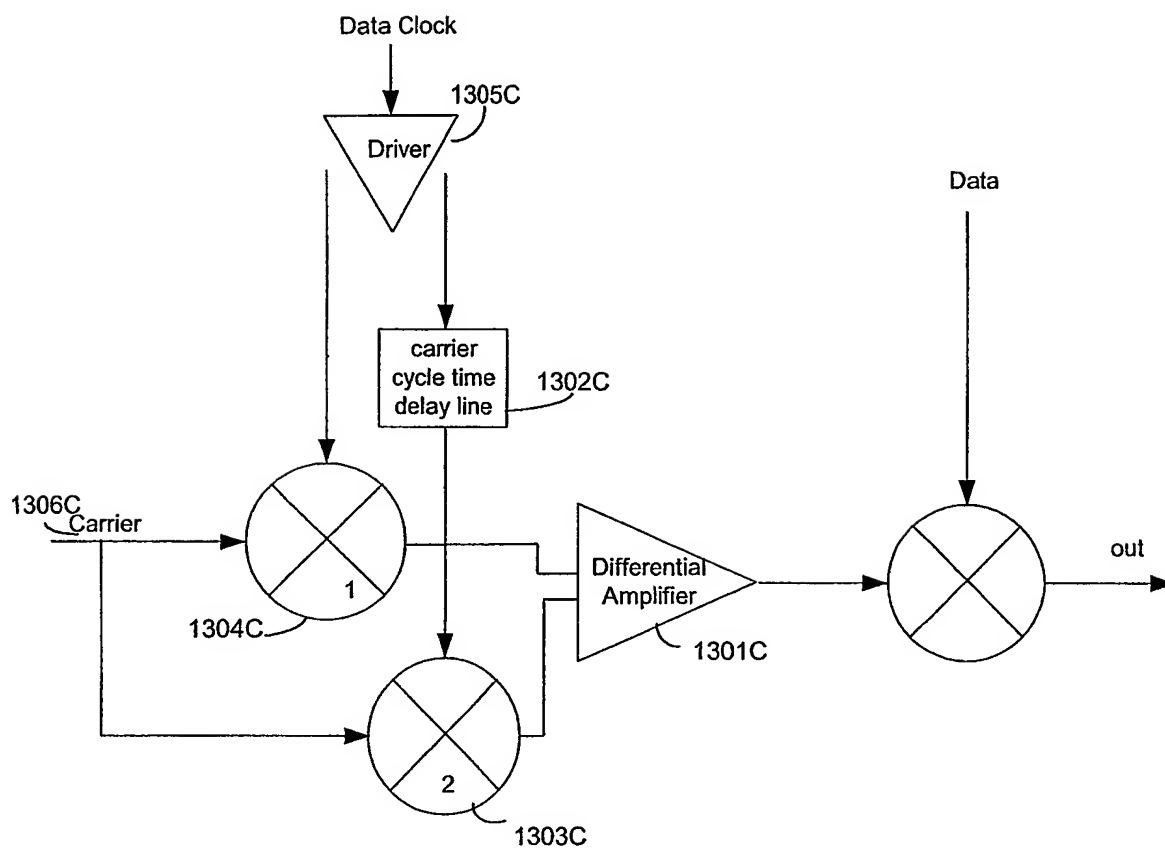 Data Clock
1305C
Driver
Data
carrier
cycle time
delay line
1302C
1306C
Carrier
out
1
Differential
Amplifier
1304C
1301C
2
1303C